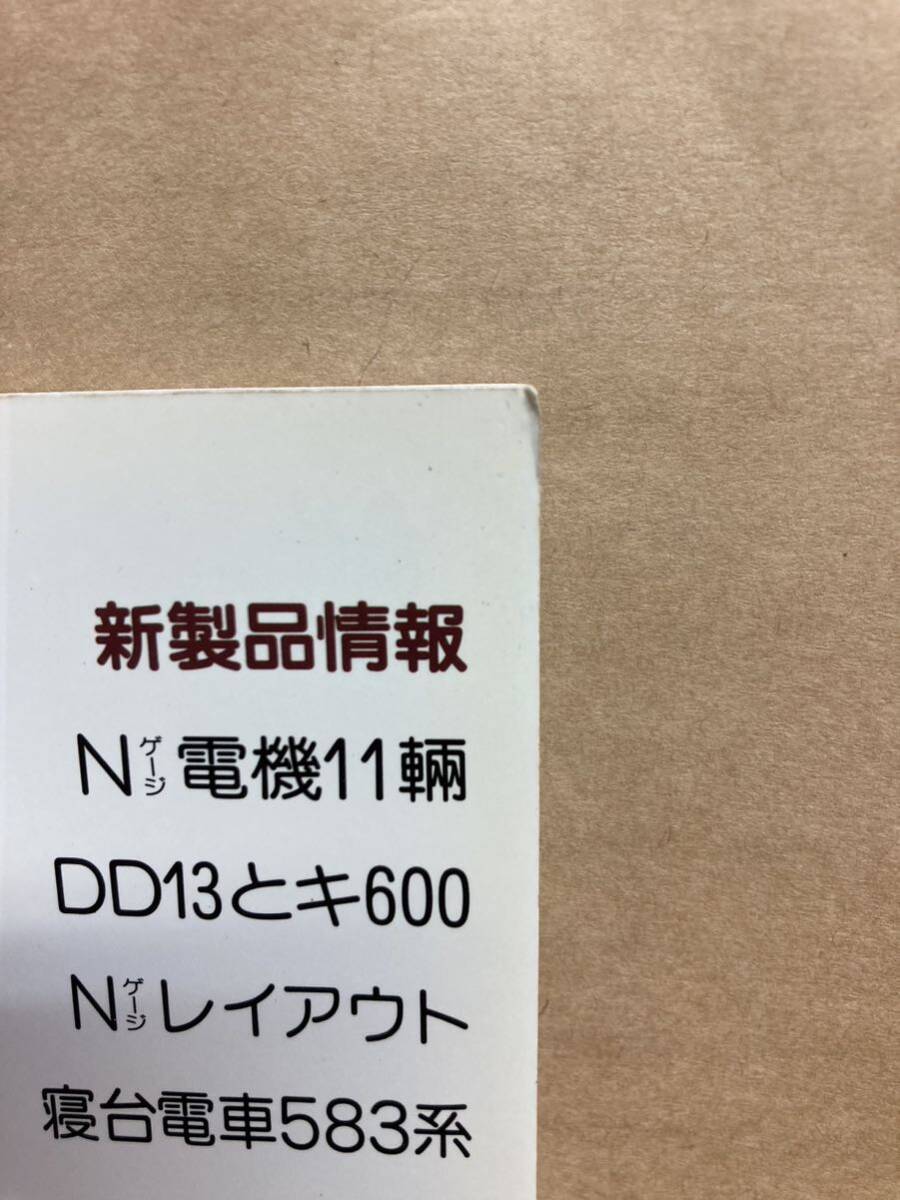 新製品情報
Nゲージ電機11輛
DD13とキ600
Nゲージレイアウト
寝台電車583系